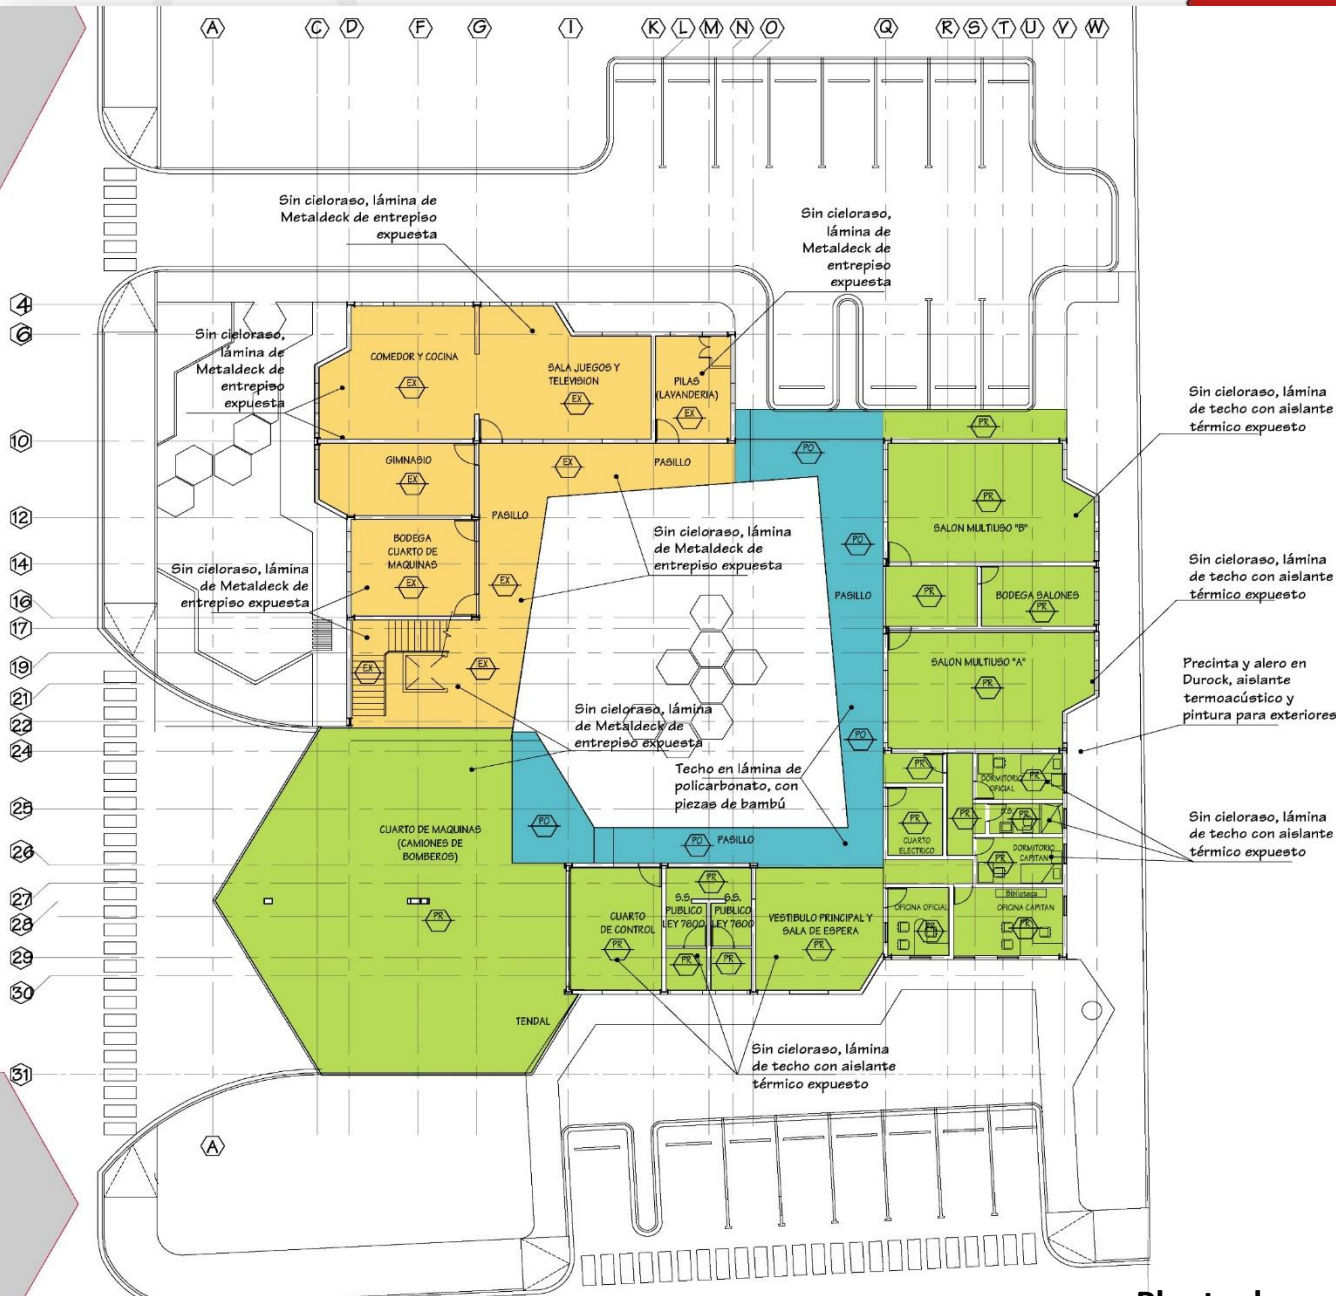 A C D F G I K L M N O Q R S T U V W
Sin cieloraso, lámina de
Metaldeck de entrepiso
expuesta
Sin cieloraso,
lámina de
Metaldeck de
entrepiso
expuesta
4
6
Sin cieloraso,
lámina de
Metaldeck de
entrepiso
expuesta
COMEDOR Y COCINA
EX
SALA JUEGOS Y
TELEVISION
EX
PILAS
(LAVANDERIA)
EX
Sin cieloraso, lámina
de techo con aislante
térmico expuesto
PR
10
GIMNASIO
EX
EX
PASILLO
PO
PR
SALON MULTIUSO "B"
12
PASILLO
BODEGA
CUARTO DE
MAQUINAS
EX
Sin cieloraso, lámina
de Metaldeck de
entrepiso expuesta
PO
14
Sin cieloraso, lámina
de Metaldeck de
entrepiso expuesta
EX
PASILLO
PR
BODEGA SALONES
PR
Sin cieloraso, lámina
de techo con aislante
térmico expuesto
16
17
19
EX
EX
SALON MULTIUSO "A"
PR
Precinta y alero en
Durock, aislante
termoacústico y
pintura para exteriores
21
22
Sin cieloraso, lámina
de Metaldeck de
entrepiso expuesta
PO
24
Techo en lámina de
policarbonato, con
piezas de bambú
PR
DORMITORIO
OFICIAL
PR
25
CUARTO DE MAQUINAS
(CAMIONES DE
BOMBEROS)
PO
PR
CUARTO
ELECTRICO
PR
S.S.
PR
Sin cieloraso, lámina
de techo con aislante
térmico expuesto
26
PO
PASILLO
DORMITORIO
CAPITAN
PR
27
28
PR
CUARTO
DE CONTROL
PR
PR
S.S.
PUBLICO
LEY 7600
S.S.
PUBLICO
LEY 7600
PR
PR
VESTIBULO PRINCIPAL Y
SALA DE ESPERA
PR
OFICINA OFICIAL
PR
Biblioteca
OFICINA CAPITAN
PR
29
30
TENDAL
Sin cieloraso, lámina
de techo con aislante
térmico expuesto
31
A